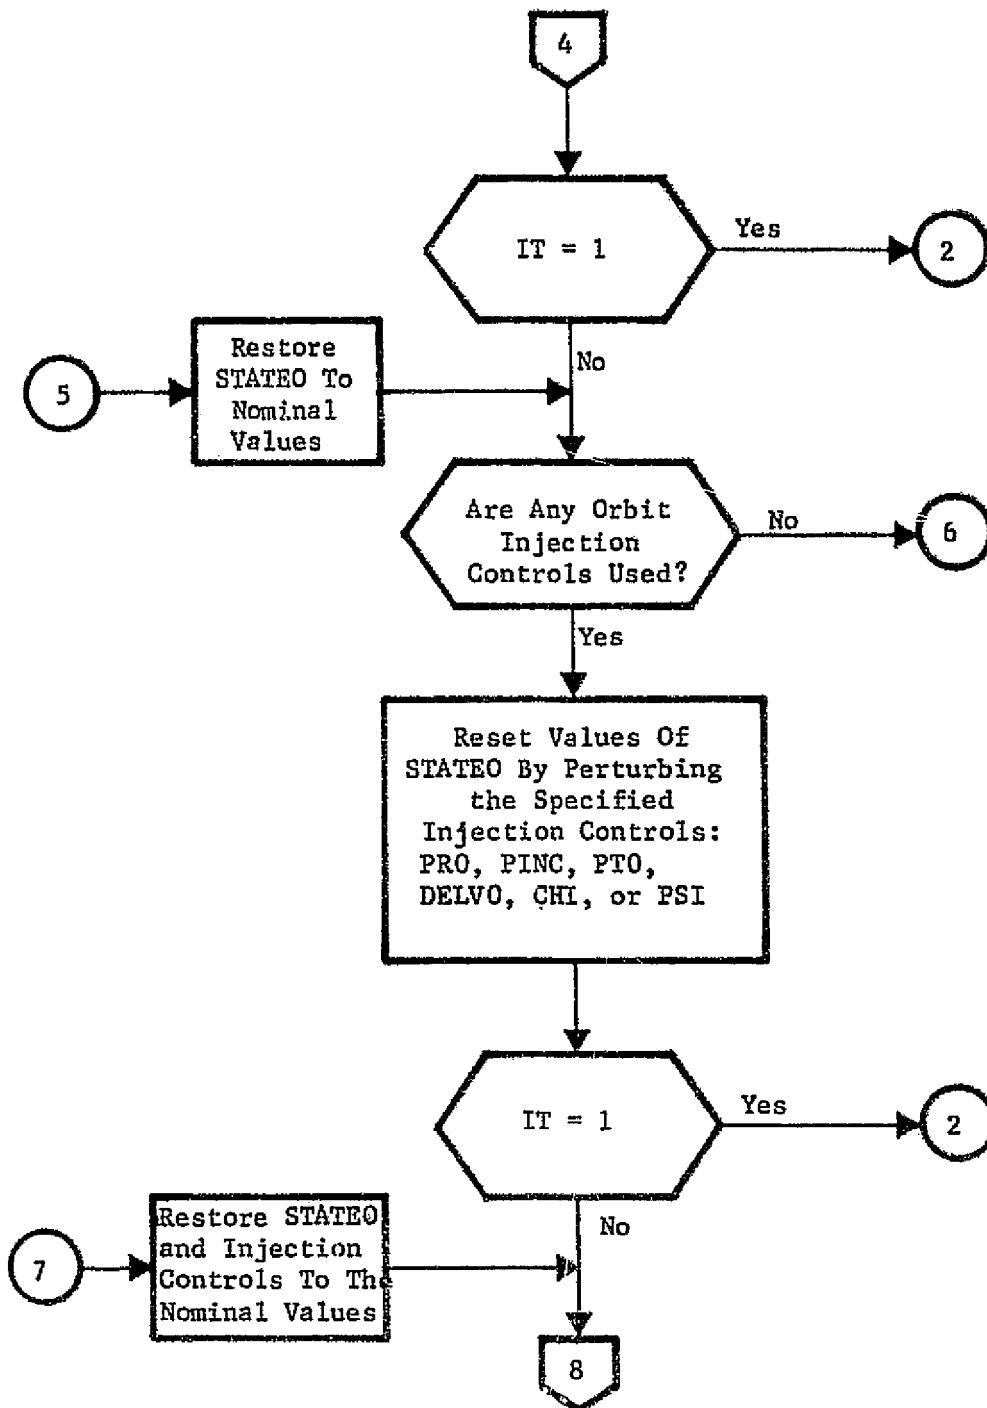 4
IT = 1
Yes
2
No
5
Restore
STATEO To
Nominal
Values
Are Any Orbit
Injection
Controls Used?
No
6
Yes
Reset Values Of
STATEO By Perturbing
the Specified
Injection Controls:
PRO, PINC, PTO,
DELVO, CHI, or PSI
IT = 1
Yes
2
No
7
Restore STATEO
and Injection
Controls To The
Nominal Values
8